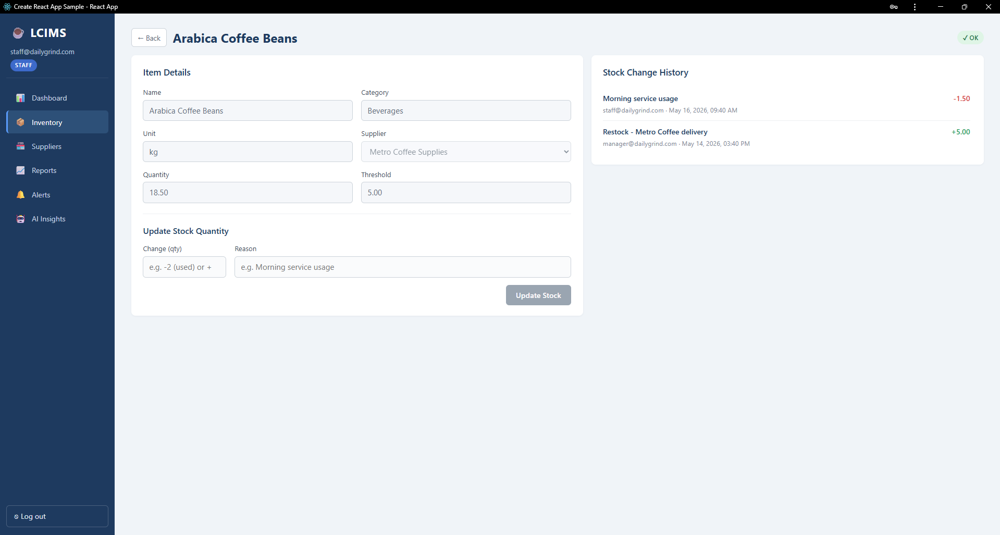 Create React App Sample - React App
LCIMS
staff@dailygrind.com
STAFF
Dashboard
Inventory
Suppliers
Reports
Alerts
AI Insights
Log out
← Back
Arabica Coffee Beans
✓ OK
Item Details
Name
Arabica Coffee Beans
Category
Beverages
Unit
kg
Supplier
Metro Coffee Supplies
Quantity
18.50
Threshold
5.00
Update Stock Quantity
Change (qty)
e.g. -2 (used) or +
Reason
e.g. Morning service usage
Update Stock
Stock Change History
Morning service usage
-1.50
staff@dailygrind.com · May 16, 2026, 09:40 AM
Restock - Metro Coffee delivery
+5.00
manager@dailygrind.com · May 14, 2026, 03:40 PM